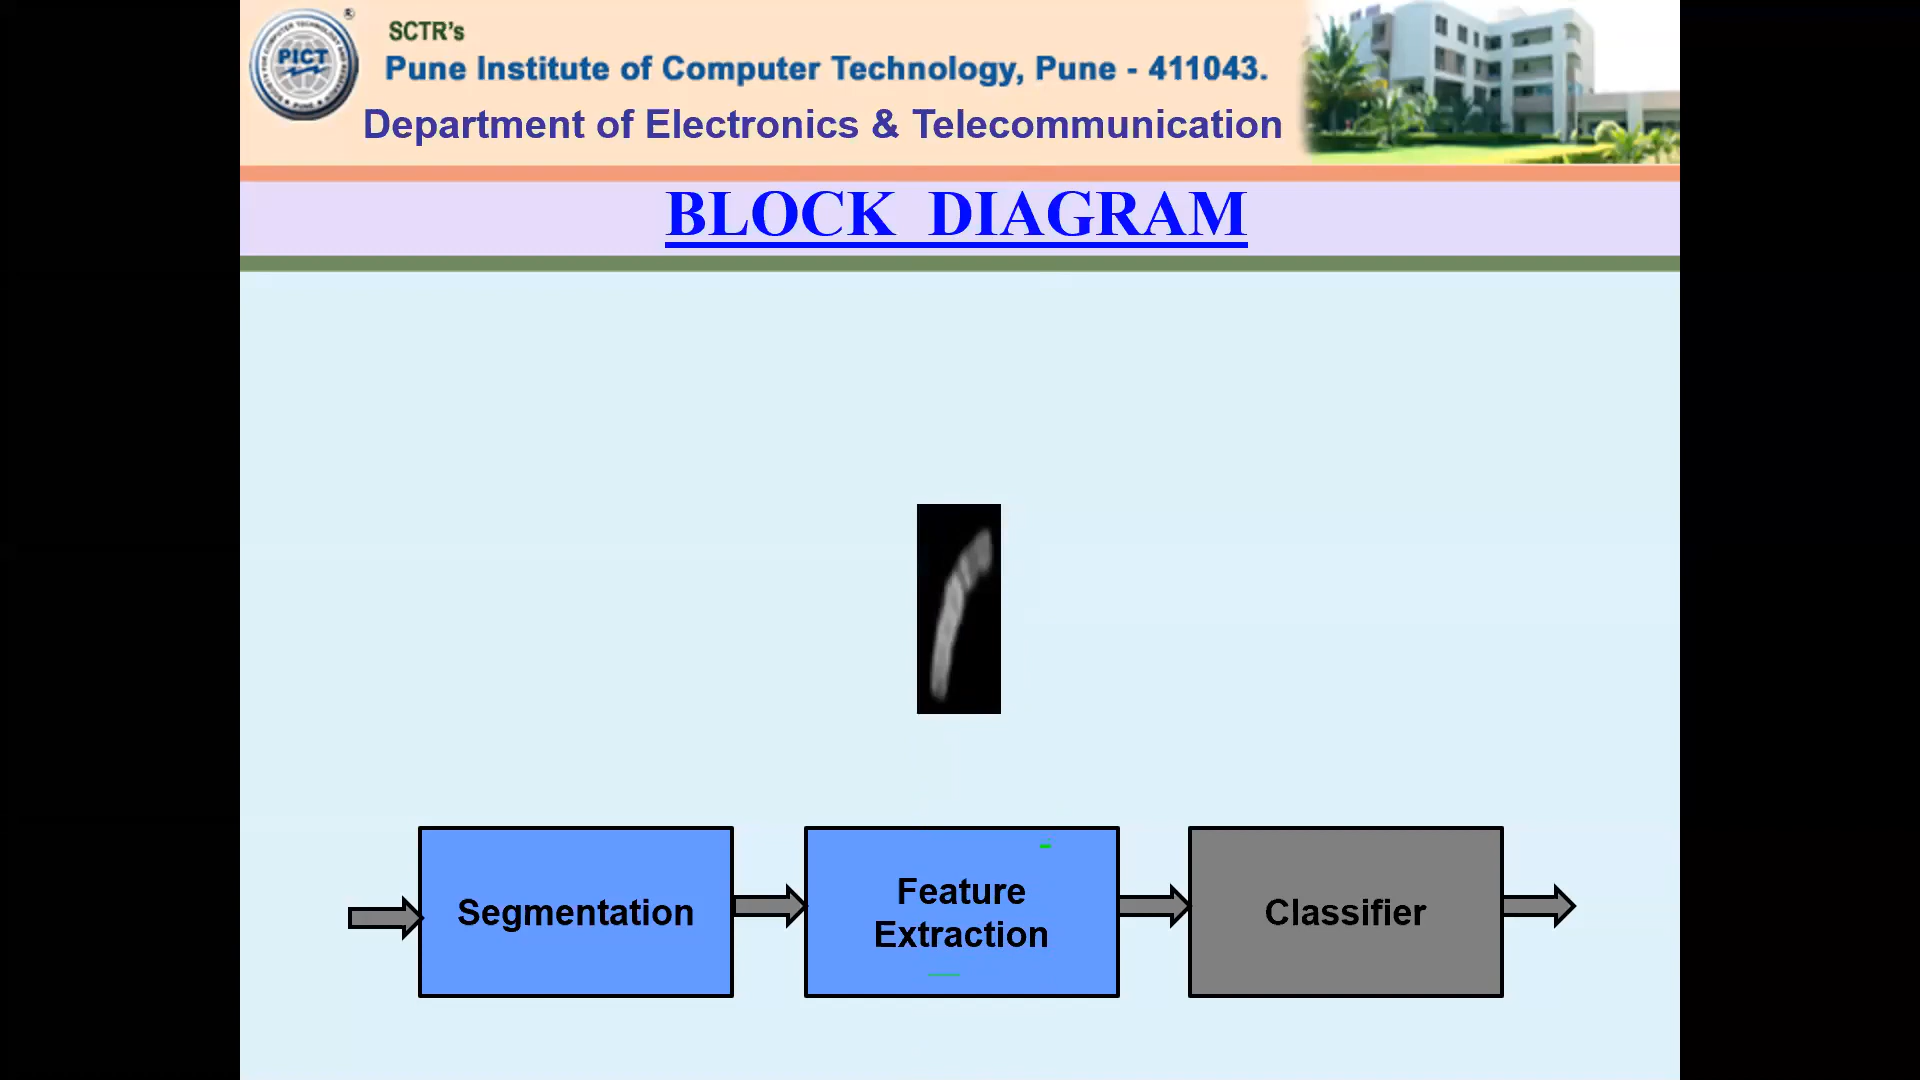 SCTR's
Pune Institute of Computer Technology, Pune - 411043.
Department of Electronics & Telecommunication
PICT
BLOCK DIAGRAM
Segmentation
Feature
Extraction
Classifier